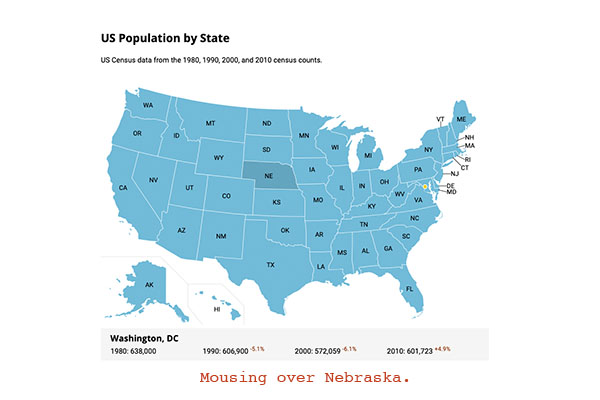 US Population by State
US Census data from the 1980, 1990, 2000, and 2010 census counts.
WA
MT
ND
MN
VT
ME
OR
ID
SD
WI
MI
NY
NH
MA
WY
RI
CT
NE
IA
PA
NJ
NV
UT
CO
IL
IN
OH
DE
MD
CA
KS
MO
WV
VA
KY
NC
TN
AZ
NM
OK
AR
SC
MS
AL
GA
TX
LA
AK
FL
HI
Washington, DC
1980: 638,000 1990: 606,900 -5.1% 2000: 572,059 -6.1% 2010: 601,723 +4.9%
Mousing over Nebraska.